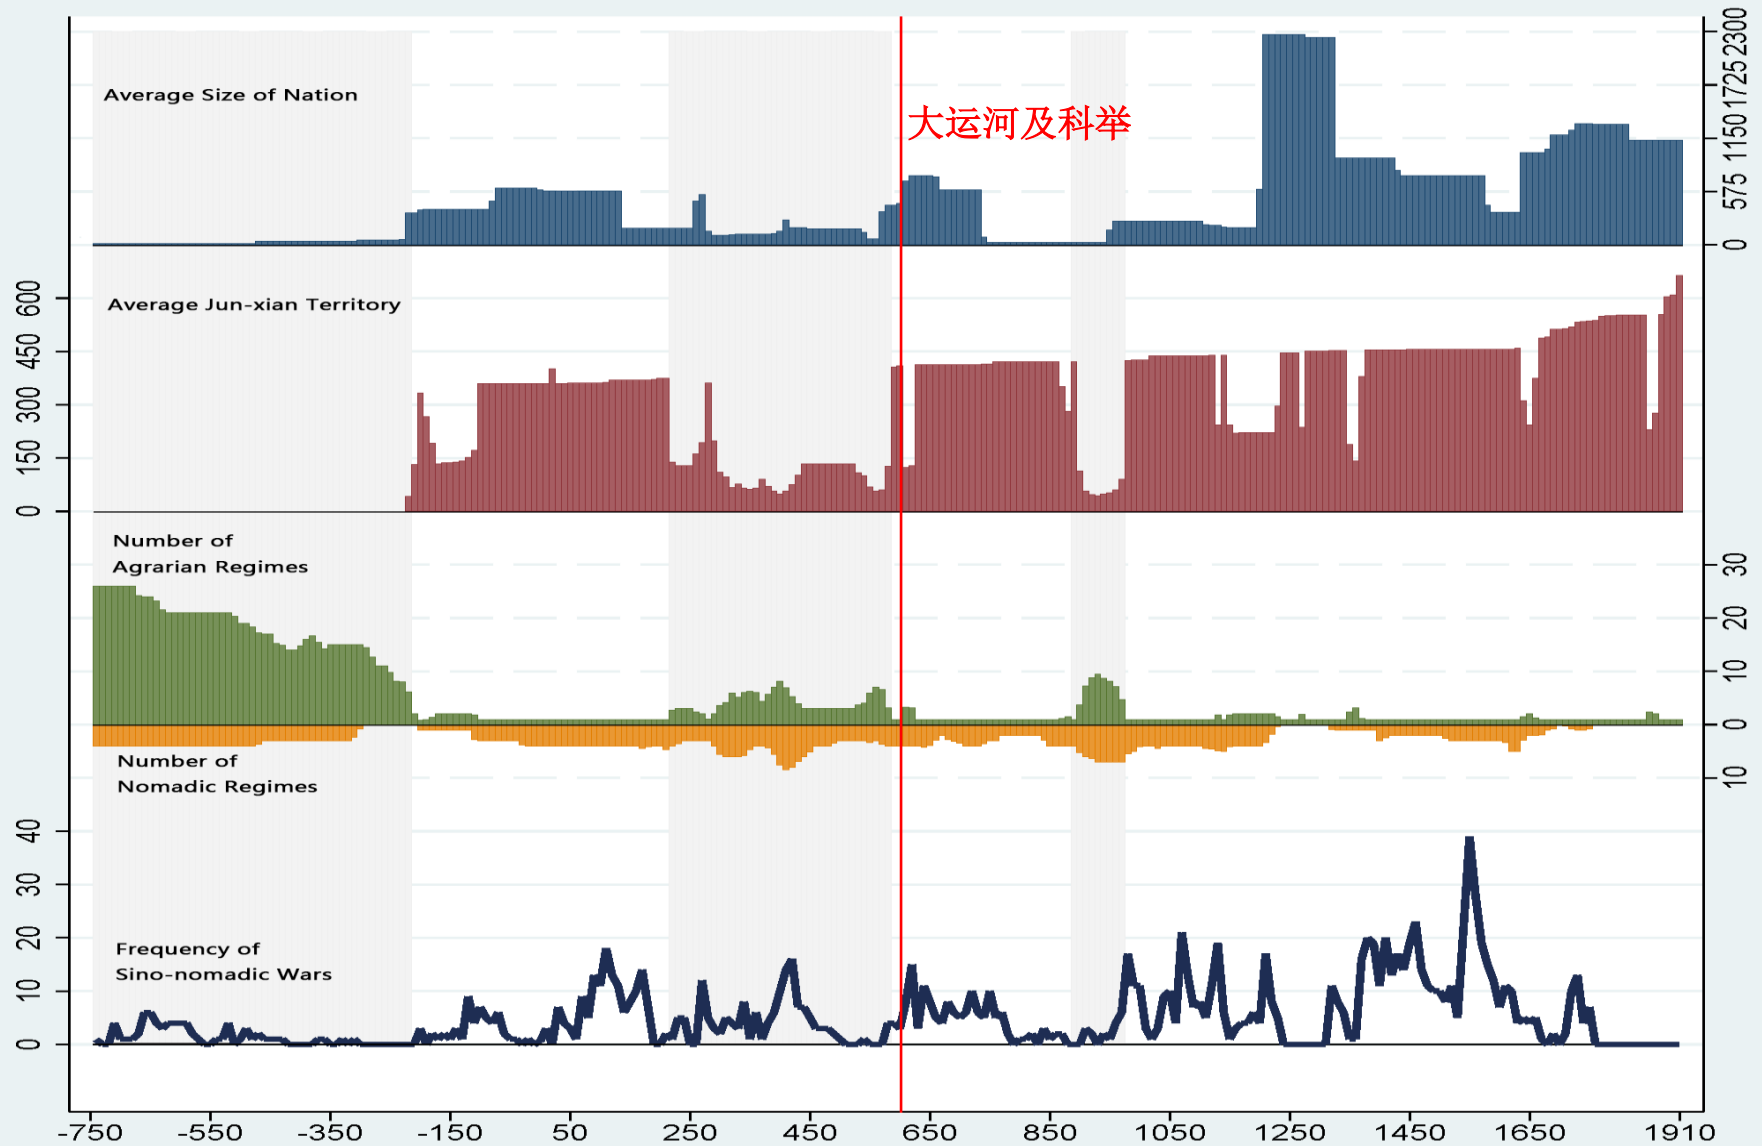 2300
1725
1150
575
0
Average Size of Nation
大运河及科举
600
450
300
150
0
Average Jun-xian Territory
Number of
Agrarian Regimes
30
20
10
0
10
Number of
Nomadic Regimes
40
30
20
10
0
Frequency of
Sino-nomadic Wars
-750 -550 -350 -150 50 250 450 650 850 1050 1250 1450 1650 1910